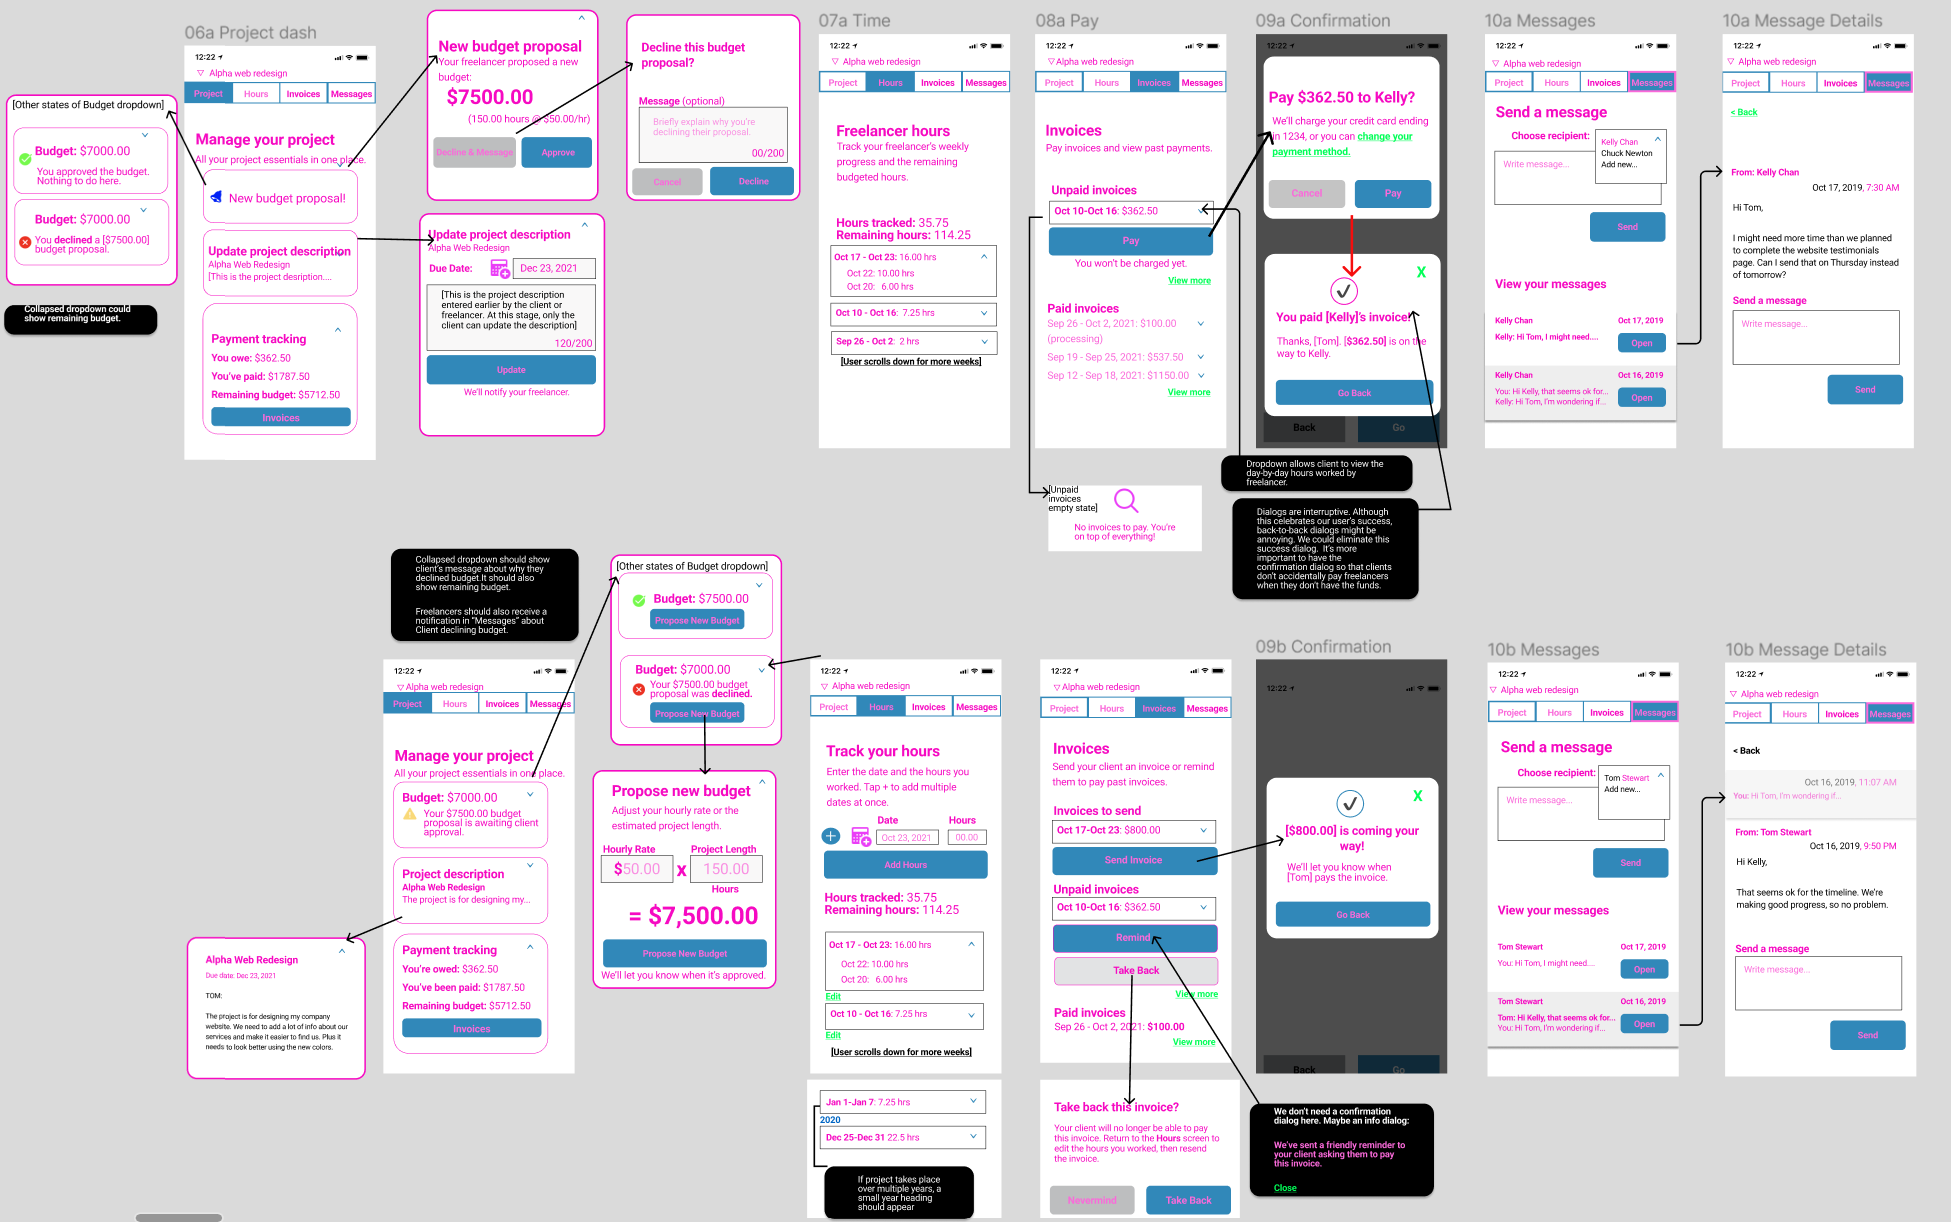 06a Project dash
12:22
Alpha web redesign
Project
Hours
Invoices
Messages
Manage your project
All your project essentials in one place.
New budget proposal!
Update project description
Alpha Web Redesign
[This is the project desription....
Payment tracking
You owe: $362.50
You've paid: $1787.50
Remaining budget: $5712.50
Invoices
[Other states of Budget dropdown]
Budget: $7000.00
You approved the budget.
Nothing to do here.
Budget: $7000.00
You declined a [$7500.00]
budget proposal.
Collapsed dropdown could
show remaining budget.
New budget proposal
Your freelancer proposed a new
budget:
$7500.00
(150.00 hours @ $50.00/hr)
Decline & Message
Approve
Decline this budget
proposal?
Message (optional)
Briefly explain why you're
declining their proposal.
00/200
Cancel
Decline
Update project description
Alpha Web Redesign
Due Date:
Dec 23, 2021
[This is the project description
entered earlier by the client or
freelancer. At this stage, only the
client can update the description]
120/200
Update
We'll notify your freelancer.
07a Time
12:22
Alpha web redesign
Project
Hours
Invoices
Messages
Freelancer hours
Track your freelancer's weekly
progress and the remaining
budgeted hours.
Hours tracked: 35.75
Remaining hours: 114.25
Oct 17 - Oct 23: 16.00 hrs
Oct 22: 10.00 hrs
Oct 20: 6.00 hrs
Oct 10 - Oct 16: 7.25 hrs
Sep 26 - Oct 2: 2 hrs
[User scrolls down for more weeks]
08a Pay
12:22
Alpha web redesign
Project
Hours
Invoices
Messages
Invoices
Pay invoices and view past payments.
Unpaid invoices
Oct 10-Oct 16: $362.50
Pay
You won't be charged yet.
View more
Paid invoices
Sep 26 - Oct 2, 2021: $100.00
(processing)
Sep 19 - Sep 25, 2021: $537.50
Sep 12 - Sep 18, 2021: $1150.00
View more
[Unpaid
invoices
empty state]
No invoices to pay. You're
on top of everything!
09a Confirmation
12:22
Pay $362.50 to Kelly?
We'll charge your credit card ending
in 1234, or you can change your
payment method.
Cancel
Pay
X
You paid [Kelly]'s invoice!
Thanks, [Tom]. [$362.50] is on the
way to Kelly.
Go Back
Back
Go
Dropdown allows client to view the
day-by-day hours worked by
freelancer.
Dialogs are interruptive. Although
this celebrates our user's success,
back-to-back dialogs might be
annoying. We could eliminate this
success dialog. It's more
important to have the
confirmation dialog so that clients
don't accidentally pay freelancers
when they don't have the funds.
10a Messages
12:22
Alpha web redesign
Project
Hours
Invoices
Messages
Send a message
Choose recipient:
Kelly Chan
Chuck Newton
Add new...
Write message...
Send
View your messages
Kelly Chan
Oct 17, 2019
Kelly: Hi Tom, I might need....
Open
Kelly Chan
Oct 16, 2019
You: Hi Kelly, that seems ok for...
Kelly: Hi Tom, I'm wondering if...
Open
10a Message Details
12:22
Alpha web redesign
Project
Hours
Invoices
Messages
< Back
From: Kelly Chan
Oct 17, 2019, 7:30 AM
Hi Tom,
I might need more time than we planned
to complete the website testimonials
page. Can I send that on Thursday instead
of tomorrow?
Send a message
Write message...
Send
Collapsed dropdown should show
client's message about why they
declined budget.It should also
show remaining budget.
Freelancers should also receive a
notification in "Messages" about
Client declining budget.
12:22
Alpha web redesign
Project
Hours
Invoices
Messages
Manage your project
All your project essentials in one place.
Budget: $7000.00
Your $7500.00 budget
proposal is awaiting client
approval.
Project description
Alpha Web Redesign
The project is for designing my...
Payment tracking
You're owed: $362.50
You've been paid: $1787.50
Remaining budget: $5712.50
Invoices
Alpha Web Redesign
Due date: Dec 23, 2021
TOM:
The project is for designing my company
website. We need to add a lot of info about our
services and make it easier to find us. Plus it
needs to look better using the new colors.
[Other states of Budget dropdown]
Budget: $7500.00
Propose New Budget
Budget: $7000.00
Your $7500.00 budget
proposal was declined.
Propose New Budget
Propose new budget
Adjust your hourly rate or the
estimated project length.
Hourly Rate
Project Length
$50.00
X
150.00
Hours
= $7,500.00
Propose New Budget
We'll let you know when it's approved.
12:22
Alpha web redesign
Project
Hours
Invoices
Messages
Track your hours
Enter the date and the hours you
worked. Tap + to add multiple
dates at once.
Date
Hours
Oct 23, 2021
00.00
Add Hours
Hours tracked: 35.75
Remaining hours: 114.25
Oct 17 - Oct 23: 16.00 hrs
Oct 22: 10.00 hrs
Oct 20: 6.00 hrs
Edit
Oct 10 - Oct 16: 7.25 hrs
Edit
[User scrolls down for more weeks]
Jan 1-Jan 7: 7.25 hrs
2020
Dec 25-Dec 31 22.5 hrs
If project takes place
over multiple years, a
small year heading
should appear
12:22
Alpha web redesign
Project
Hours
Invoices
Messages
Invoices
Send your client an invoice or remind
them to pay past invoices.
Invoices to send
Oct 17-Oct 23: $800.00
Send Invoice
Unpaid invoices
Oct 10-Oct 16: $362.50
Remind
Take Back
View more
Paid invoices
Sep 26 - Oct 2, 2021: $100.00
View more
Take back this invoice?
Your client will no longer be able to pay
this invoice. Return to the Hours screen to
edit the hours you worked, then resend
the invoice.
Nevermind
Take Back
09b Confirmation
12:22
X
[$800.00] is coming your
way!
We'll let you know when
[Tom] pays the invoice.
Go Back
Back
Go
We don't need a confirmation
dialog here. Maybe an info dialog:
We've sent a friendly reminder to
your client asking them to pay
this invoice.
Close
10b Messages
12:22
Alpha web redesign
Project
Hours
Invoices
Messages
Send a message
Choose recipient:
Tom Stewart
Add new...
Write message...
Send
View your messages
Tom Stewart
Oct 17, 2019
You: Hi Tom, I might need....
Open
Tom Stewart
Oct 16, 2019
Tom: Hi Kelly, that seems ok for...
You: Hi Tom, I'm wondering if...
Open
10b Message Details
12:22
Alpha web redesign
Project
Hours
Invoices
Messages
< Back
Oct 16, 2019, 11:07 AM
You: Hi Tom, I'm wondering if...
From: Tom Stewart
Oct 16, 2019, 9:50 PM
Hi Kelly,
That seems ok for the timeline. We're
making good progress, so no problem.
Send a message
Write message...
Send